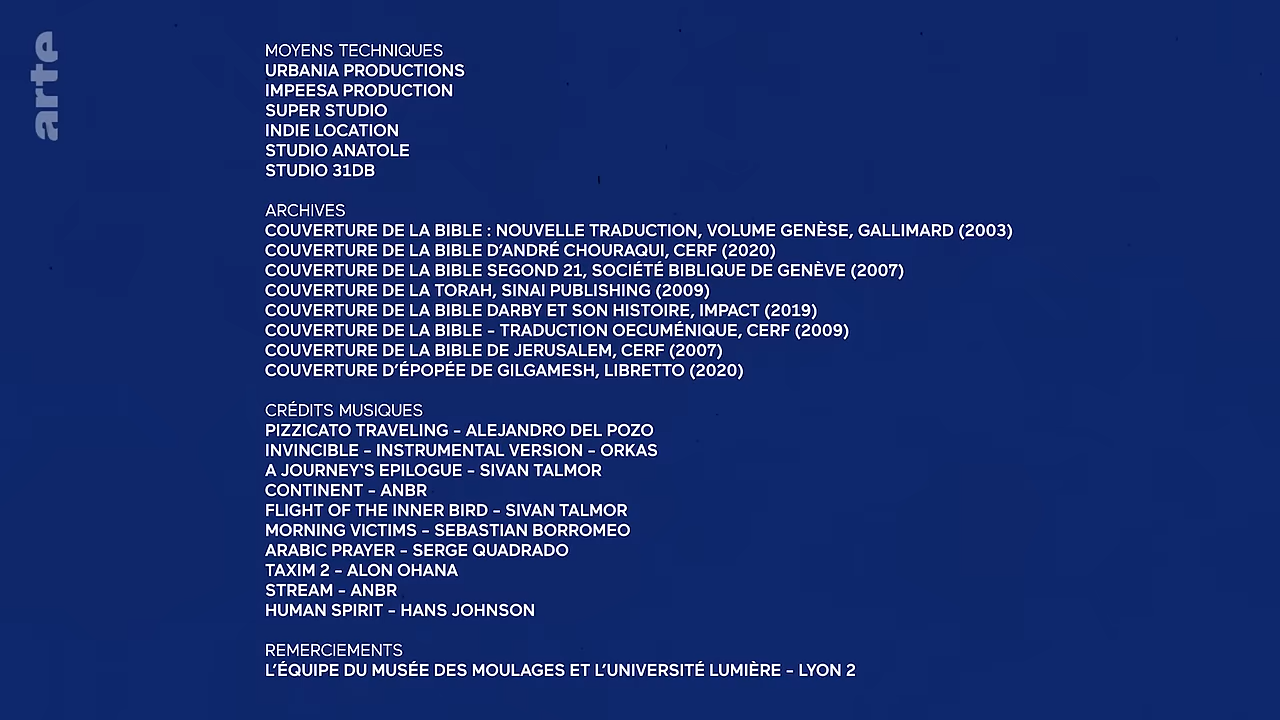 arte
MOYENS TECHNIQUES
URBANIA PRODUCTIONS
IMPEESA PRODUCTION
SUPER STUDIO
INDIE LOCATION
STUDIO ANATOLE
STUDIO 31DB
ARCHIVES
COUVERTURE DE LA BIBLE : NOUVELLE TRADUCTION, VOLUME GENÈSE, GALLIMARD (2003)
COUVERTURE DE LA BIBLE D'ANDRÉ CHOURAQUI, CERF (2020)
COUVERTURE DE LA BIBLE SEGOND 21, SOCIÉTÉ BIBLIQUE DE GENÈVE (2007)
COUVERTURE DE LA TORAH, SINAI PUBLISHING (2009)
COUVERTURE DE LA BIBLE DARBY ET SON HISTOIRE, IMPACT (2019)
COUVERTURE DE LA BIBLE – TRADUCTION OECUMÉNIQUE, CERF (2009)
COUVERTURE DE LA BIBLE DE JERUSALEM, CERF (2007)
COUVERTURE D'ÉPOPÉE DE GILGAMESH, LIBRETTO (2020)
CRÉDITS MUSIQUES
PIZZICATO TRAVELING – ALEJANDRO DEL POZO
INVINCIBLE – INSTRUMENTAL VERSION – ORKAS
A JOURNEY`S EPILOGUE – SIVAN TALMOR
CONTINENT – ANBR
FLIGHT OF THE INNER BIRD – SIVAN TALMOR
MORNING VICTIMS – SEBASTIAN BORROMEO
ARABIC PRAYER – SERGE QUADRADO
TAXIM 2 – ALON OHANA
STREAM – ANBR
HUMAN SPIRIT – HANS JOHNSON
REMERCIEMENTS
L'ÉQUIPE DU MUSÉE DES MOULAGES ET L'UNIVERSITÉ LUMIÈRE – LYON 2